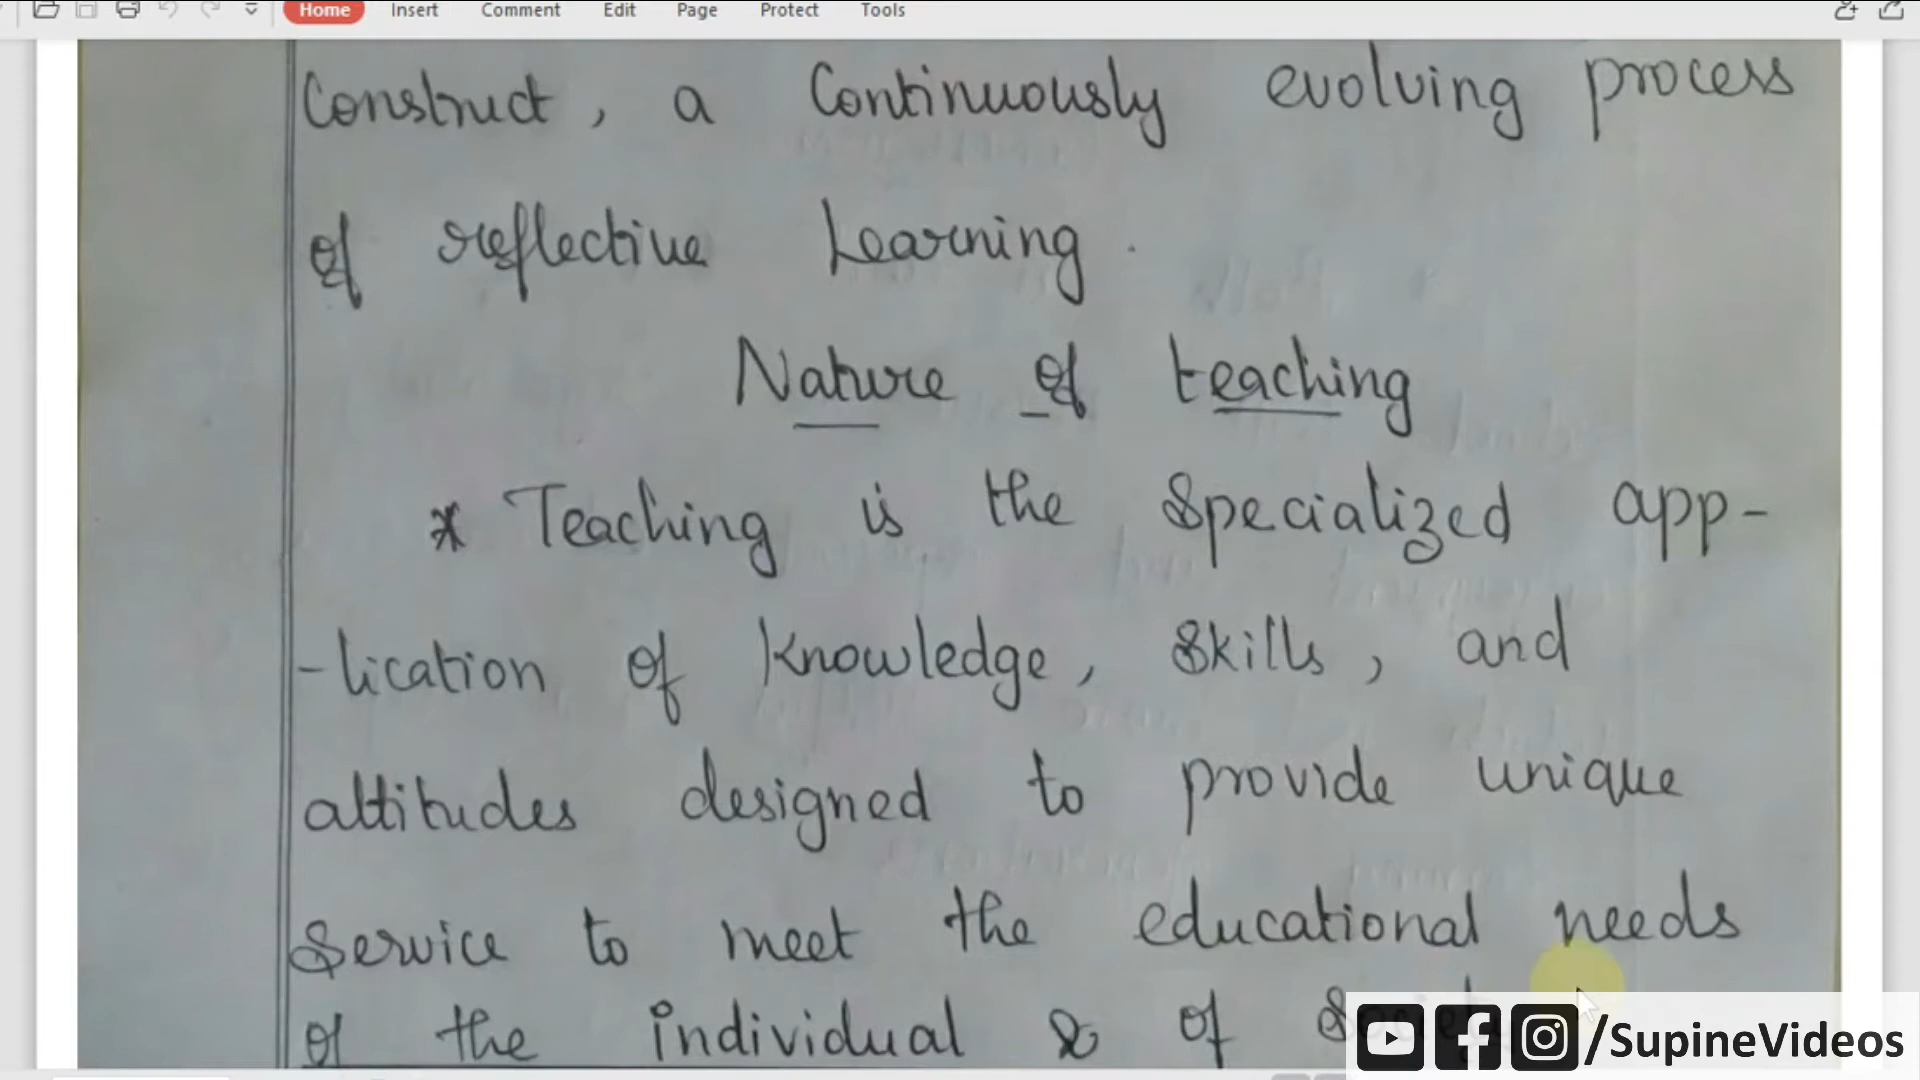 Home Insert Comment Edit Page Protect Tools
Construct, a Continuously evolving process
of reflective Learning.
Nature of teaching
* Teaching is the Specialized app-
-lication of Knowledge, Skills, and
attitudes designed to provide unique
Service to meet the educational needs
of the individual & of Society
/SupineVideos